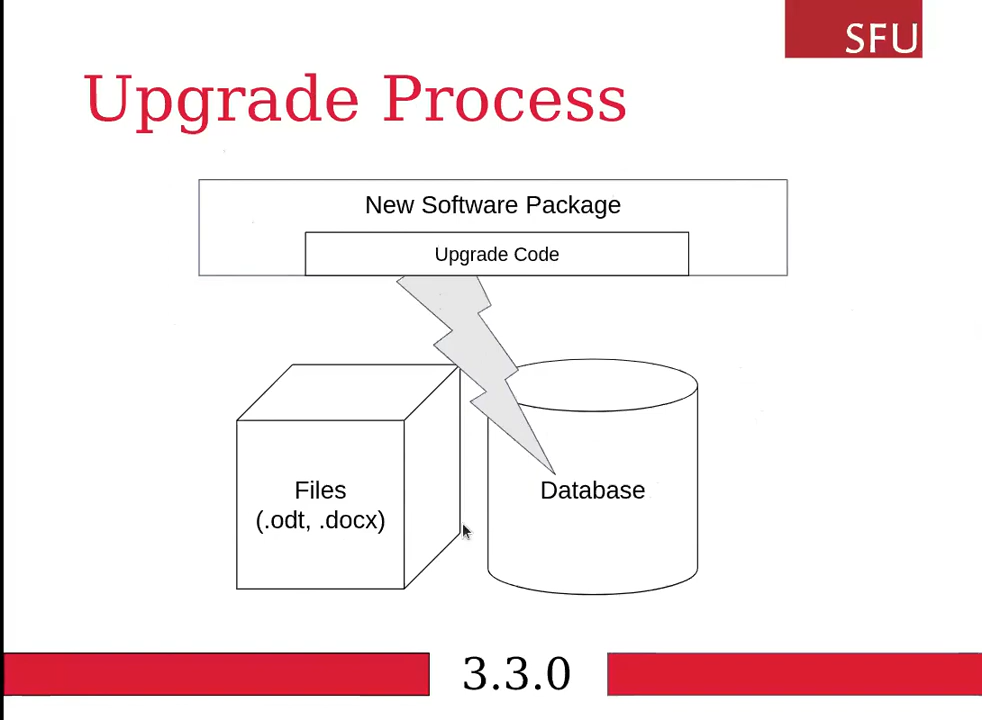 SFU
Upgrade Process
New Software Package
Upgrade Code
Files
(.odt, .docx)
Database
3.3.0